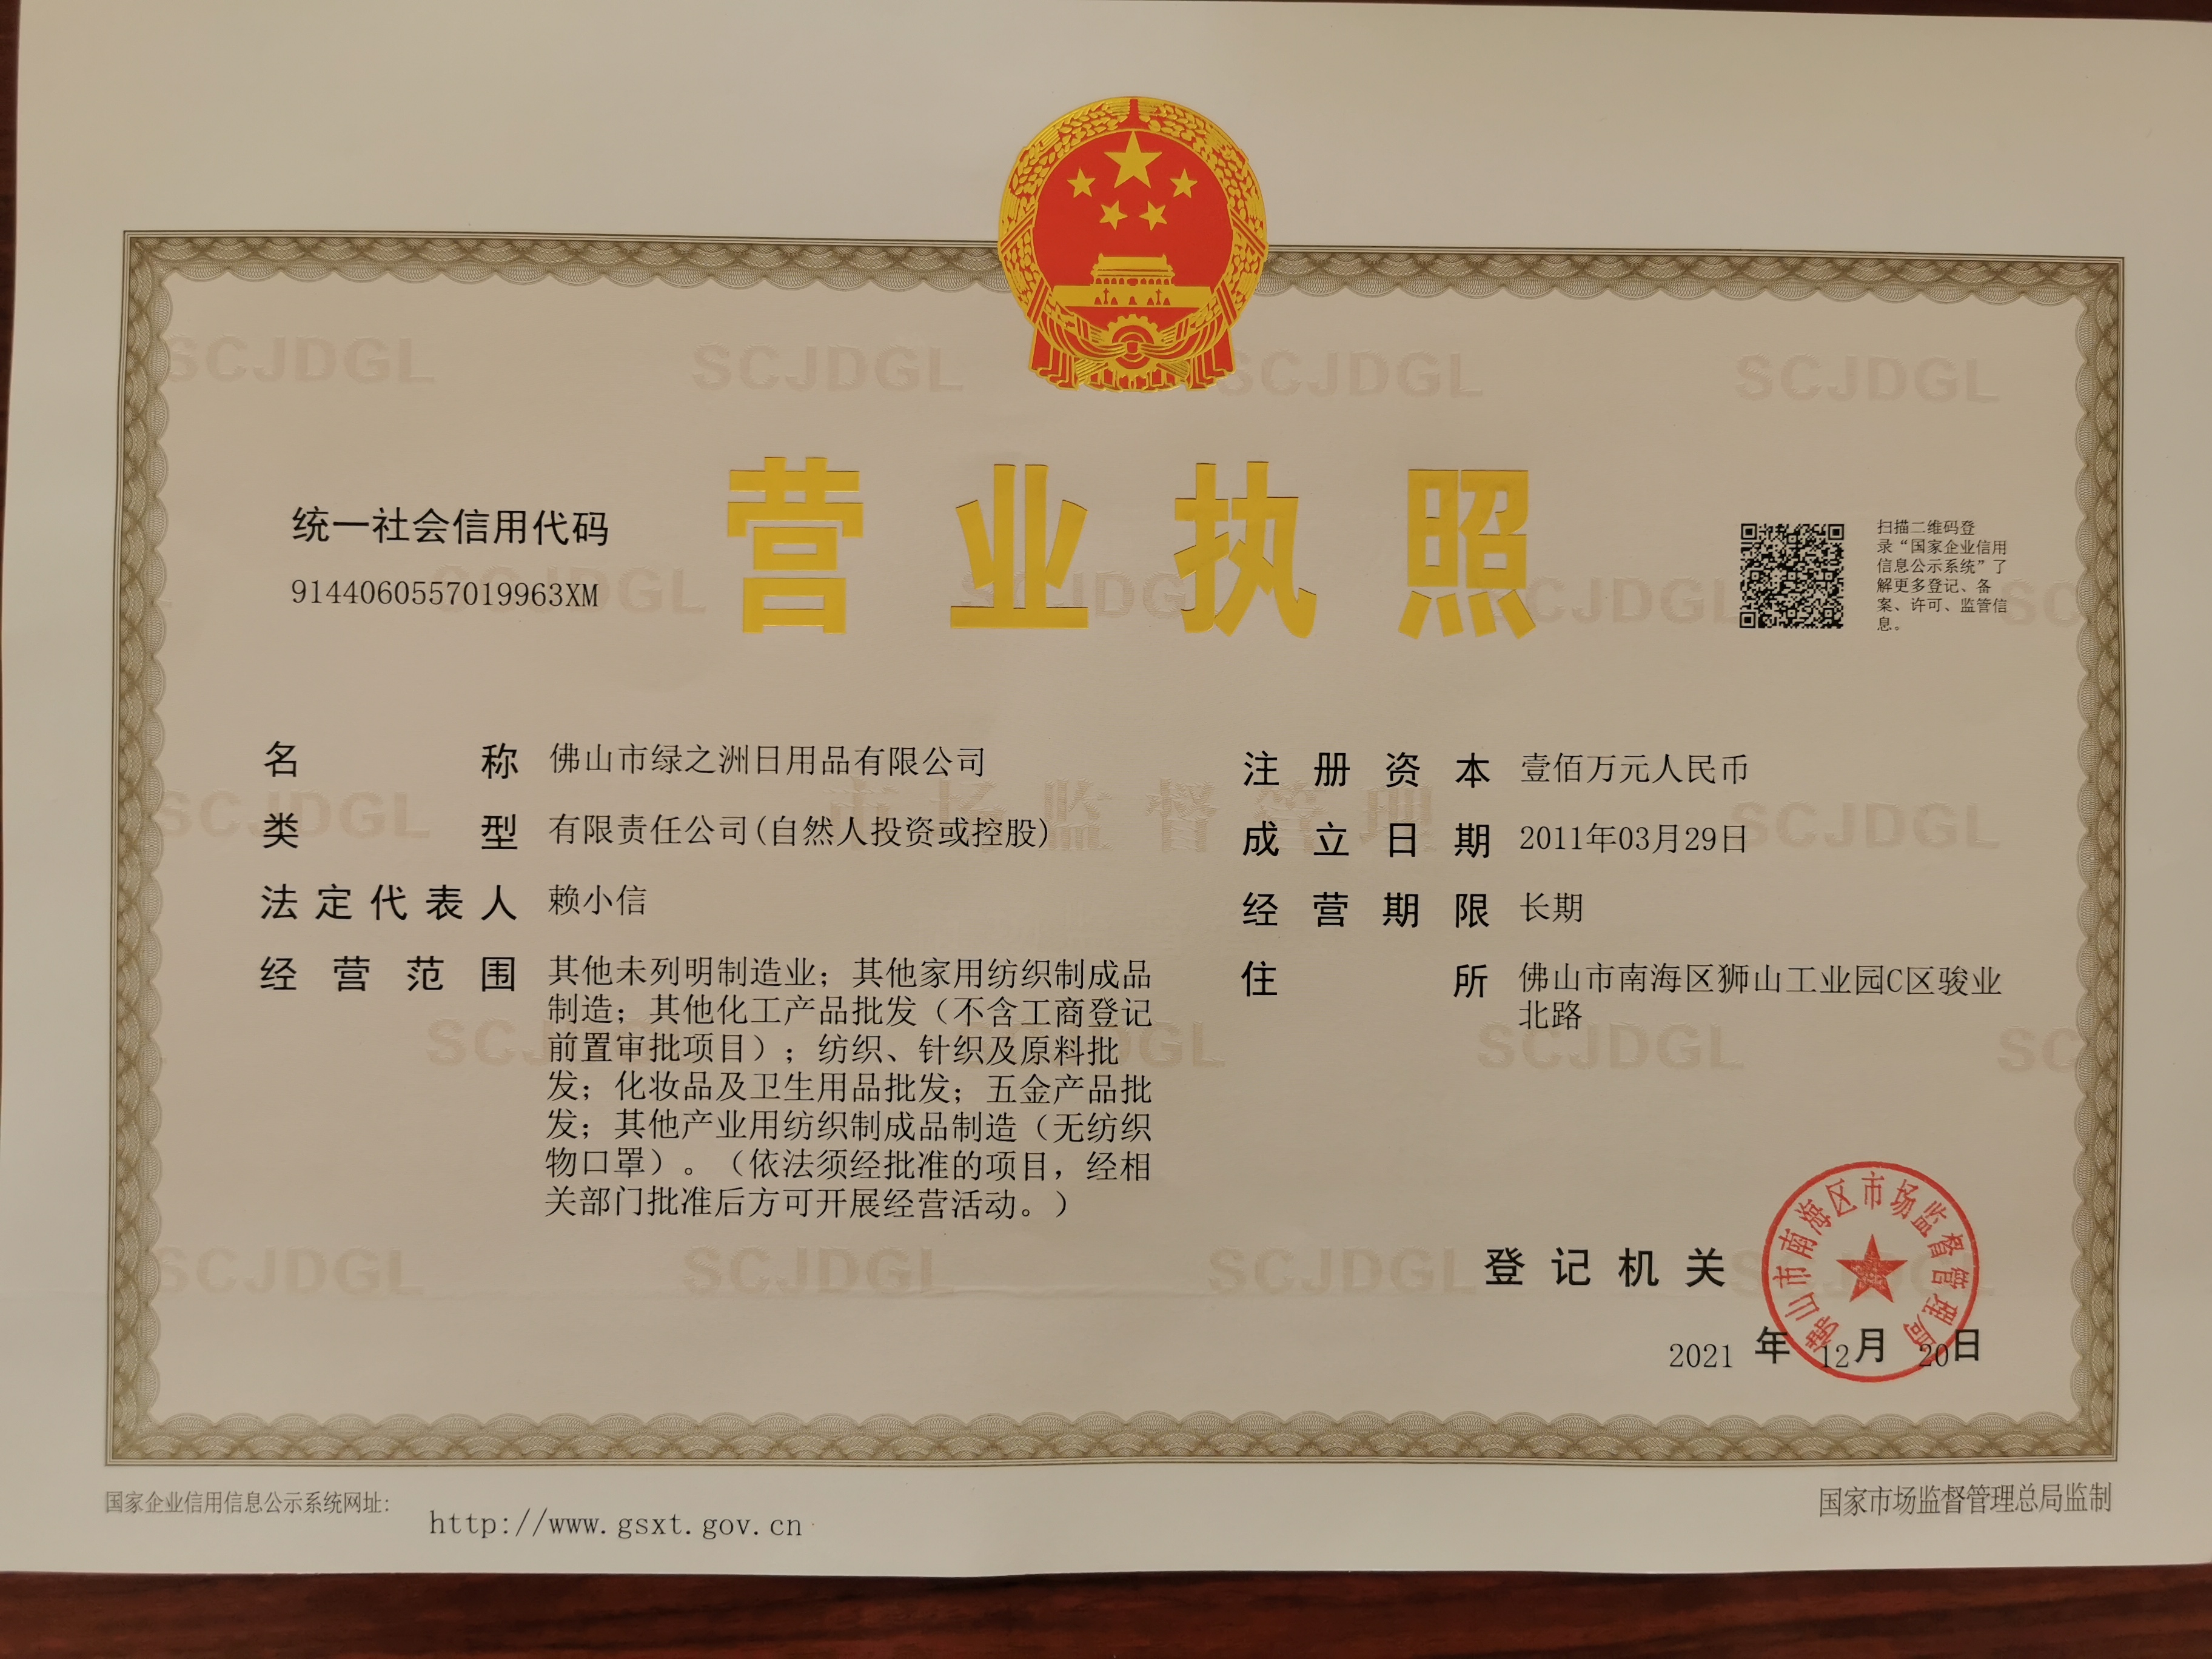 营业执照
统一社会信用代码
9144060557019963XM
扫描二维码登
录“国家企业信用
信息公示系统”了
解更多登记、备
案、许可、监管信
息。
名称 佛山市绿之洲日用品有限公司
类型 有限责任公司(自然人投资或控股)
法定代表人 赖小信
经营范围 其他未列明制造业；其他家用纺织制成品
制造；其他化工产品批发（不含工商登记
前置审批项目）；纺织、针织及原料批
发；化妆品及卫生用品批发；五金产品批
发；其他产业用纺织制成品制造（无纺织
物口罩）。（依法须经批准的项目，经相
关部门批准后方可开展经营活动。）
注册资本 壹佰万元人民币
成立日期 2011年03月29日
经营期限 长期
住所 佛山市南海区狮山工业园C区骏业
北路
登记机关
佛山市南海区市场监督管理局
2021 年 12月 20日
国家企业信用信息公示系统网址：
http://www.gsxt.gov.cn
国家市场监督管理总局监制
SCJDGL
市场监督管理